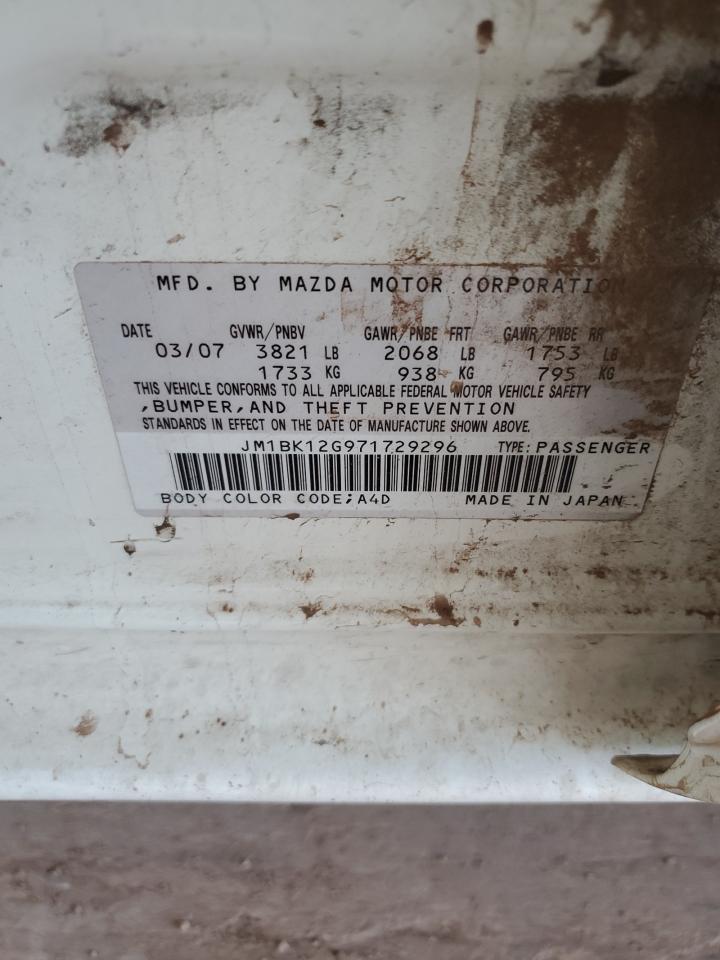 MFD. BY MAZDA MOTOR CORPORATION
DATE GVWR/PNBV GAWR/PNBE FRT GAWR/PNBE RR
03/07 3821 LB 2068 LB 1753 LB
1733 KG 938 KG 795 KG
THIS VEHICLE CONFORMS TO ALL APPLICABLE FEDERAL MOTOR VEHICLE SAFETY
,BUMPER,AND THEFT PREVENTION
STANDARDS IN EFFECT ON THE DATE OF MANUFACTURE SHOWN ABOVE.
JM1BK12G971729296 TYPE:PASSENGER
BODY COLOR CODE;A4D MADE IN JAPAN